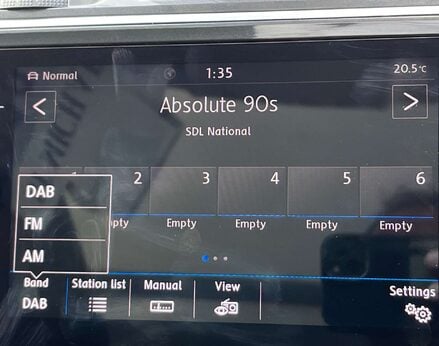 Normal 1:35 20.5°C
< Absolute 90s >
SDL National
2 3 4 5 6
DAB
FM
AM
Empty Empty Empty Empty
Band Station list Manual View Settings
DAB